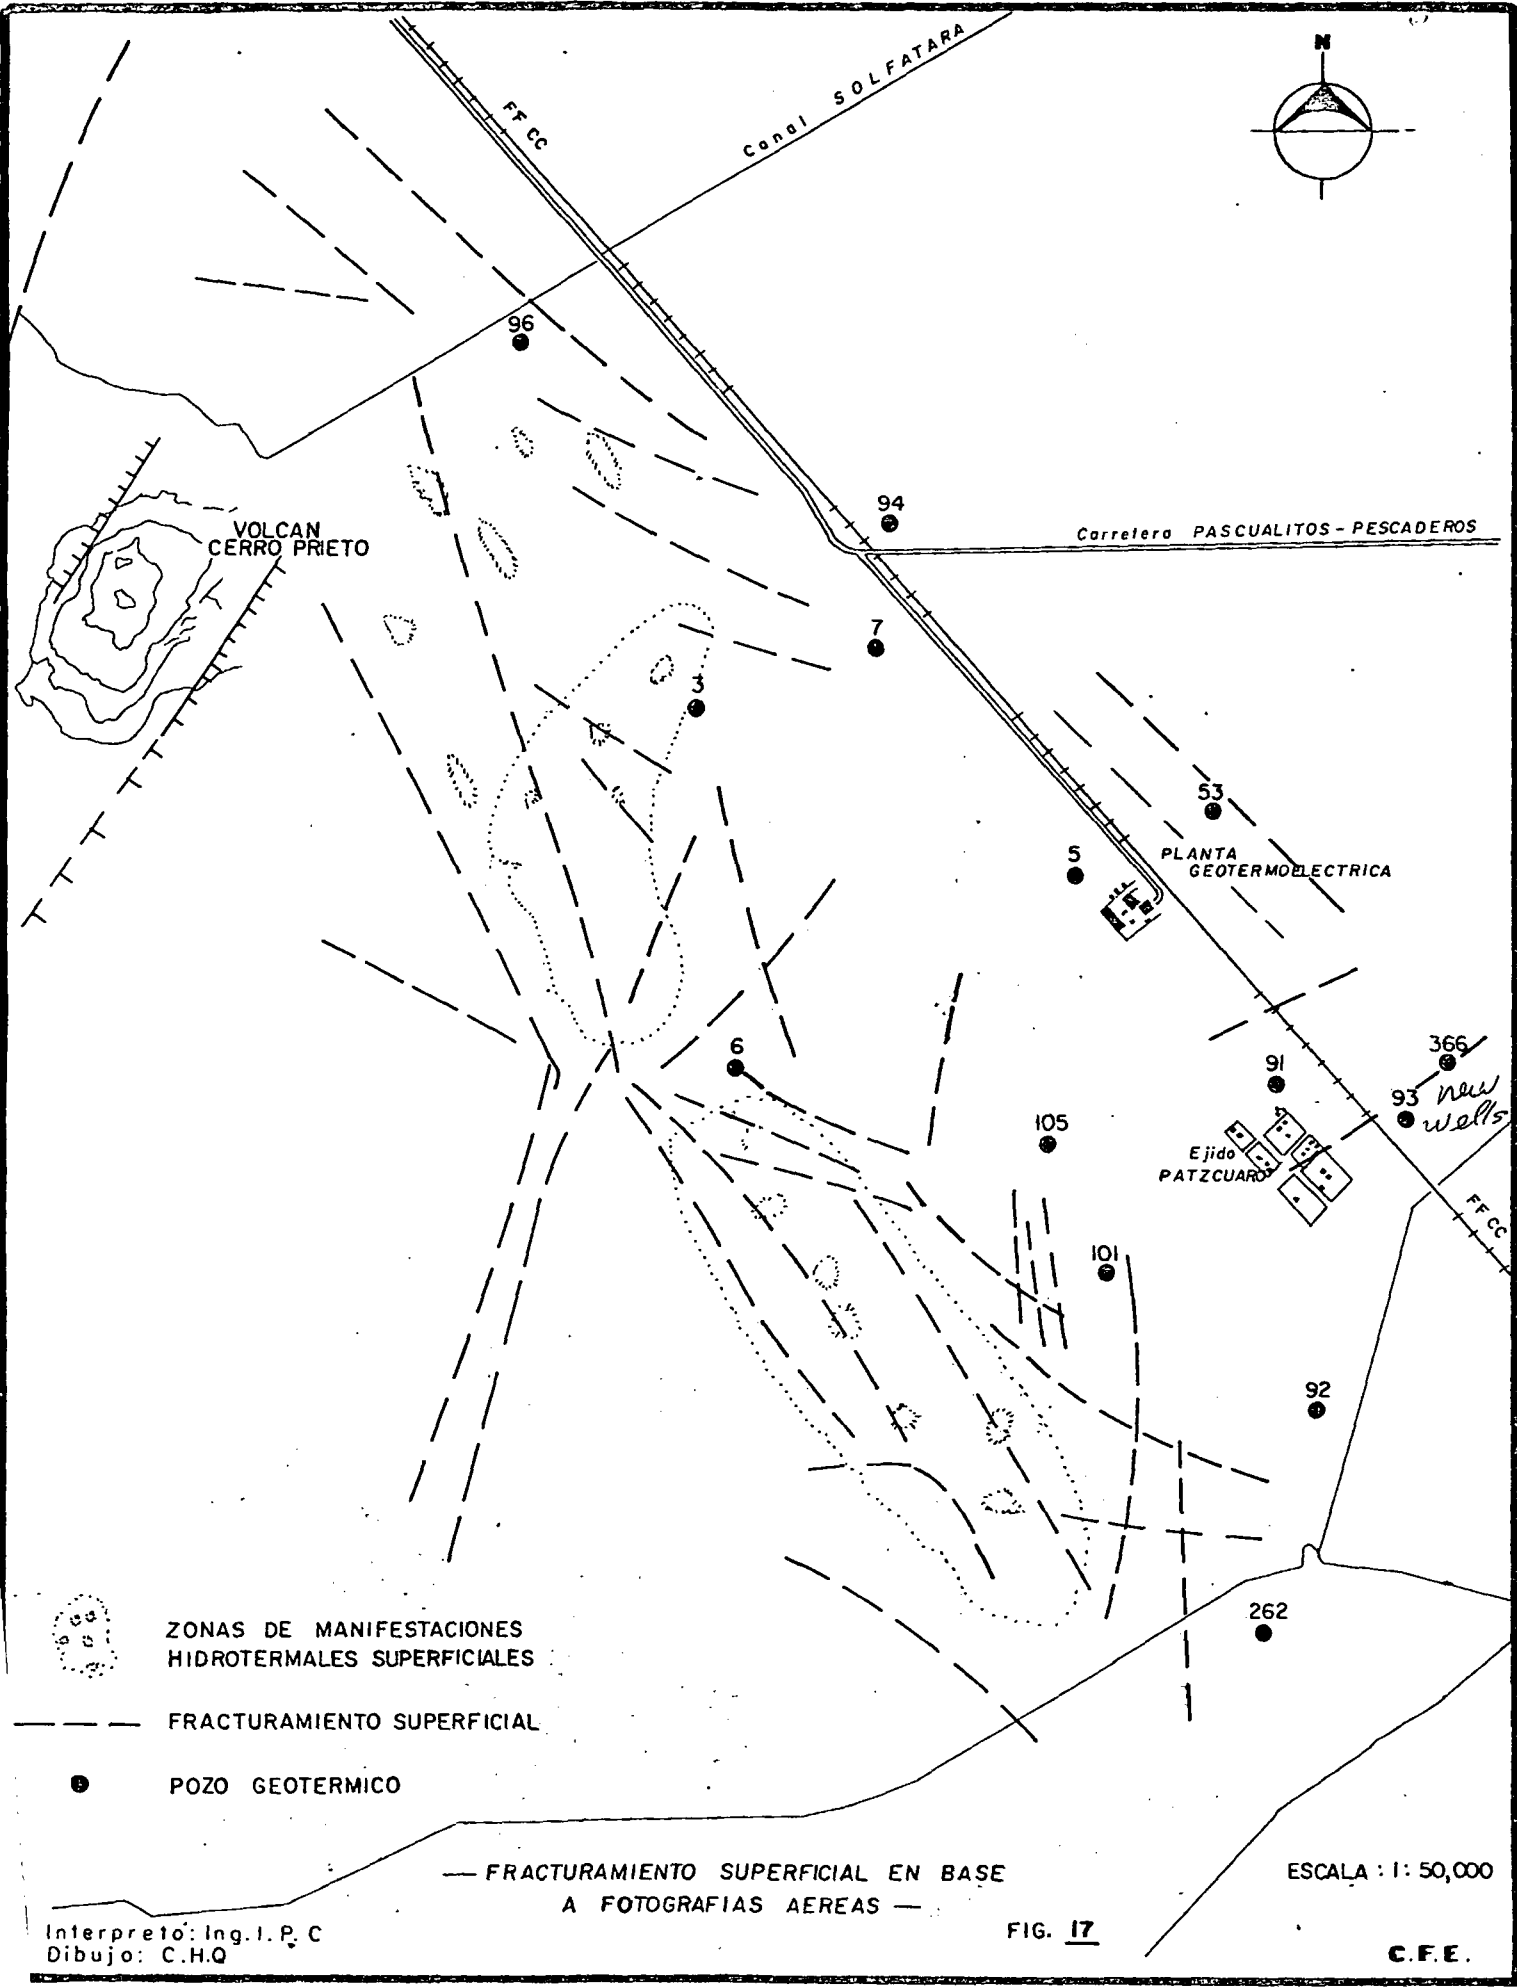 N
FF CC
Canal SOLFATARA
96
94
Carretera PASCUALITOS-PESCADEROS
VOLCAN
CERRO PRIETO
7
3
53
5
PLANTA
GEOTERMOELECTRICA
6
366
91
93
new
wells
105
Ejido
PATZCUARO
FF CC
101
92
262
ZONAS DE MANIFESTACIONES
HIDROTERMALES SUPERFICIALES
FRACTURAMIENTO SUPERFICIAL
POZO GEOTERMICO
— FRACTURAMIENTO SUPERFICIAL EN BASE
A FOTOGRAFIAS AEREAS —
ESCALA : 1: 50,000
Interpretó: Ing. I. P. C
Dibujo: C.H.Q
FIG. 17
C.F.E.